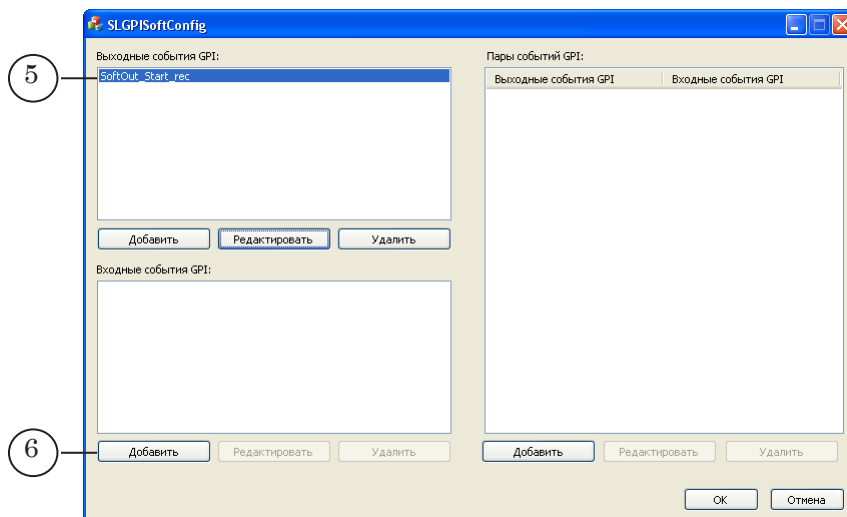 SLGPISoftConfig
Выходные события GPI:
5
SoftOut_Start_rec
Добавить Редактировать Удалить
Входные события GPI:
6
Добавить Редактировать Удалить
Пары событий GPI:
Выходные события GPI Входные события GPI
Добавить Редактировать Удалить
OK Отмена